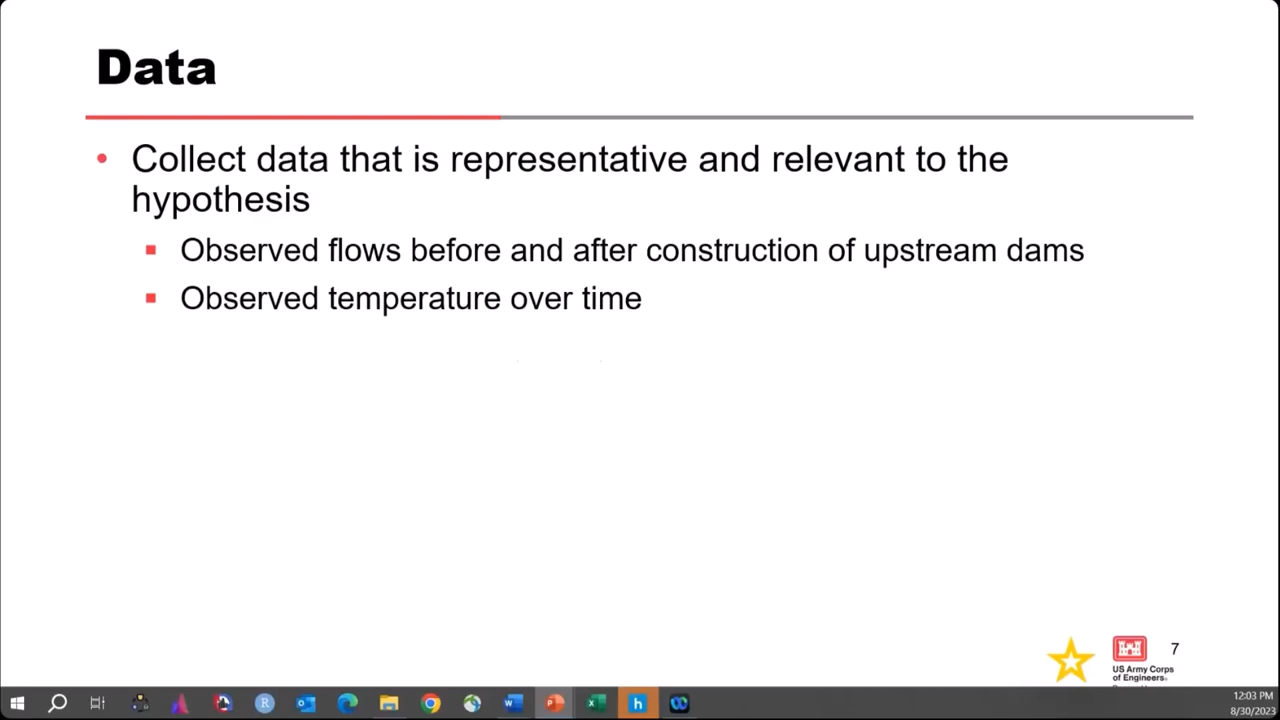 Data
• Collect data that is representative and relevant to the
hypothesis
▪ Observed flows before and after construction of upstream dams
▪ Observed temperature over time
7
US Army Corps
of Engineers®
12:03 PM
8/30/2023